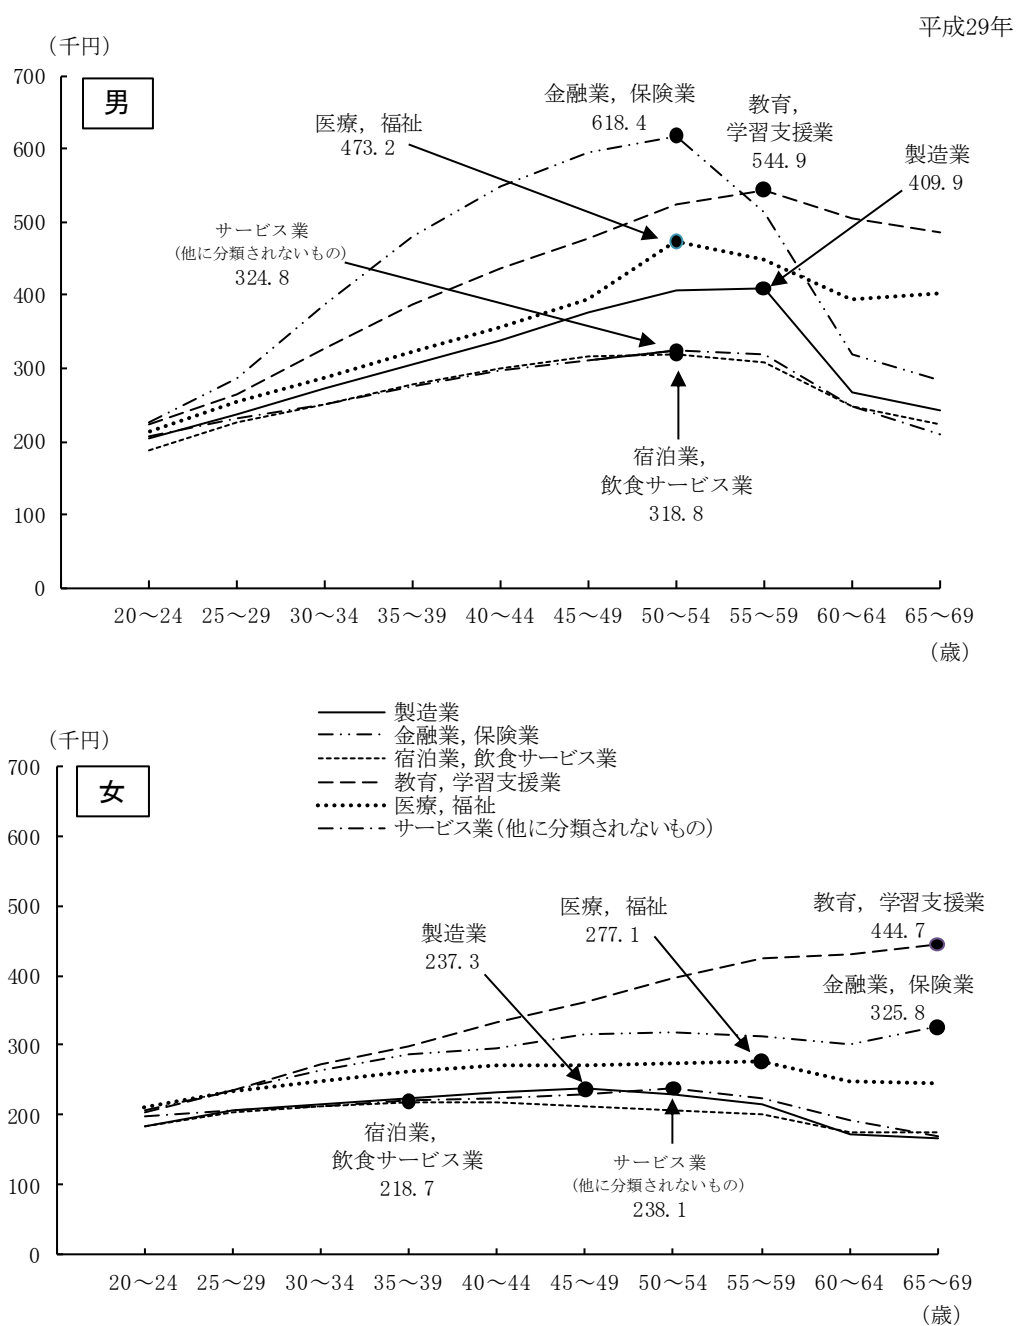 平成29年
（千円）
男
700
600
500
400
300
200
100
0
金融業, 保険業
618.4
教育,
学習支援業
544.9
医療, 福祉
473.2
製造業
409.9
サービス業
（他に分類されないもの）
324.8
宿泊業,
飲食サービス業
318.8
20～24 25～29 30～34 35～39 40～44 45～49 50～54 55～59 60～64 65～69
（歳）
製造業
金融業, 保険業
宿泊業, 飲食サービス業
教育, 学習支援業
医療, 福祉
サービス業（他に分類されないもの）
（千円）
女
700
600
500
400
300
200
100
0
教育, 学習支援業
444.7
医療, 福祉
277.1
製造業
237.3
金融業, 保険業
325.8
宿泊業,
飲食サービス業
218.7
サービス業
（他に分類されないもの）
238.1
20～24 25～29 30～34 35～39 40～44 45～49 50～54 55～59 60～64 65～69
（歳）